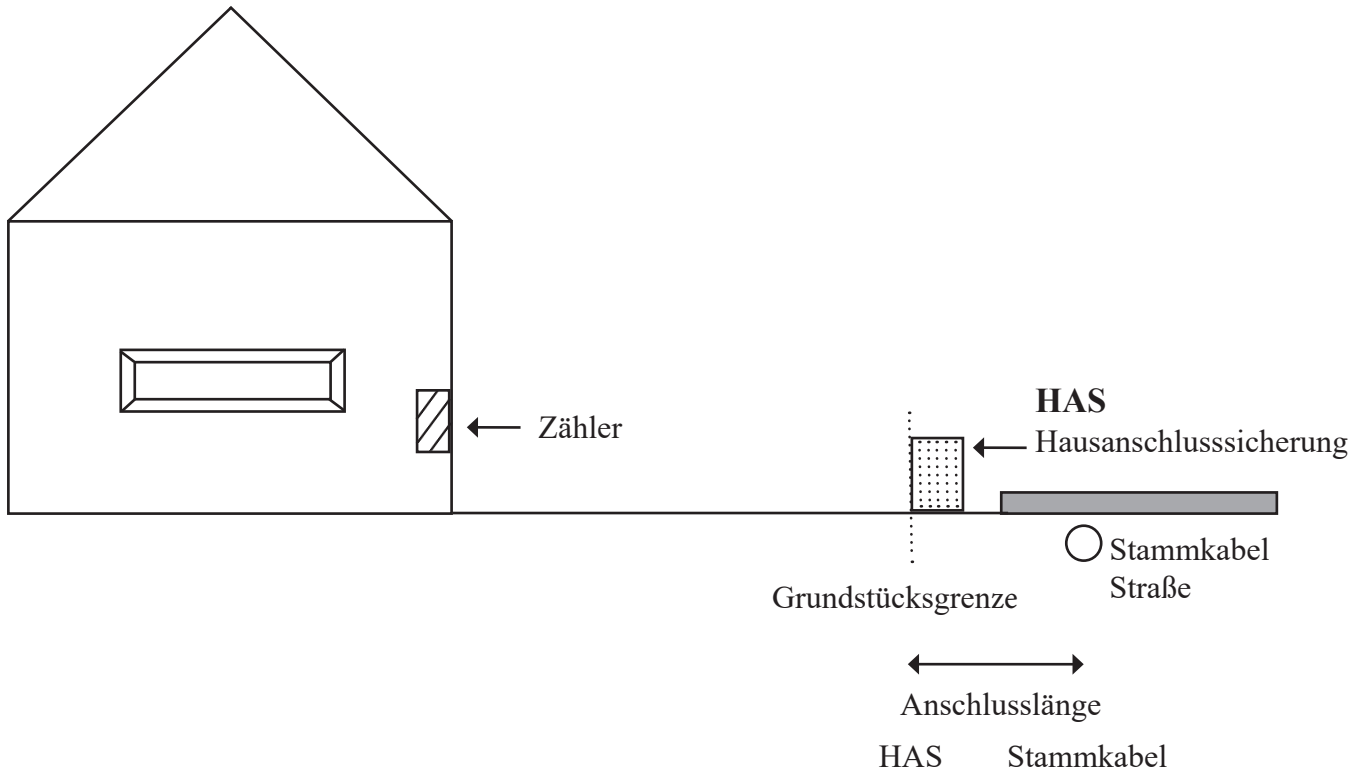 HAS
Hausanschlusssicherung
Zähler
Stammkabel
Straße
Grundstücksgrenze
Anschlusslänge
HAS Stammkabel